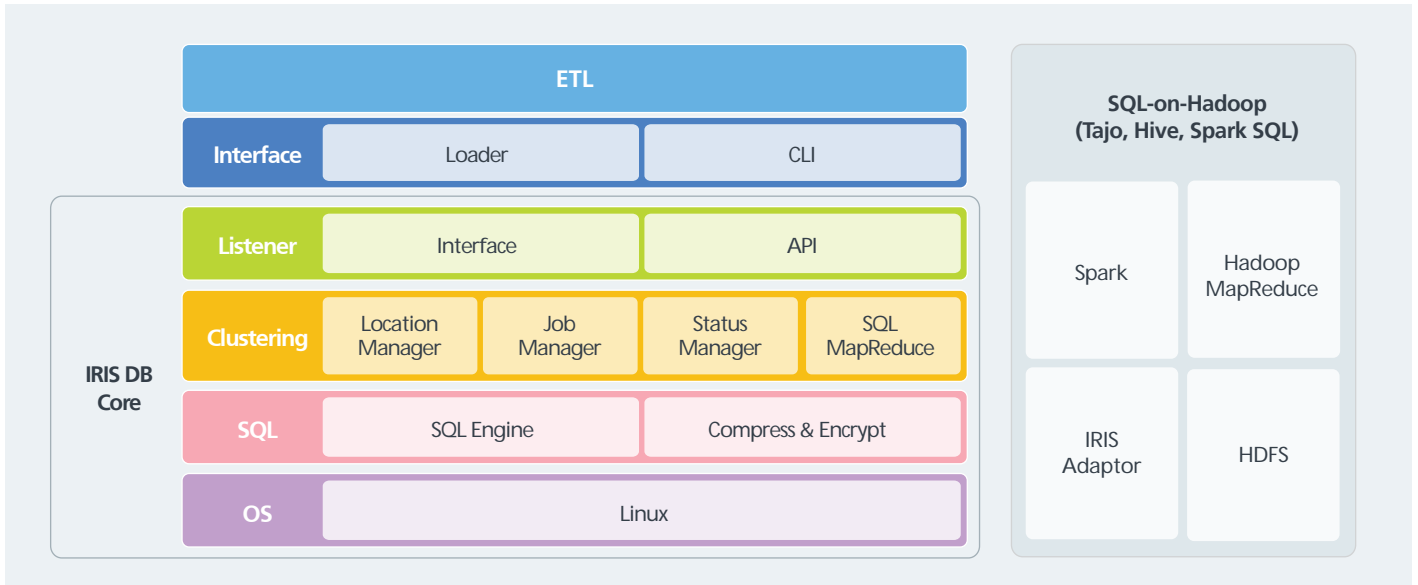 ETL
Interface
Loader
CLI
IRIS DB
Core
Listener
Interface
API
Clustering
Location
Manager
Job
Manager
Status
Manager
SQL
MapReduce
SQL
SQL Engine
Compress & Encrypt
OS
Linux
SQL-on-Hadoop
(Tajo, Hive, Spark SQL)
Spark
Hadoop
MapReduce
IRIS
Adaptor
HDFS